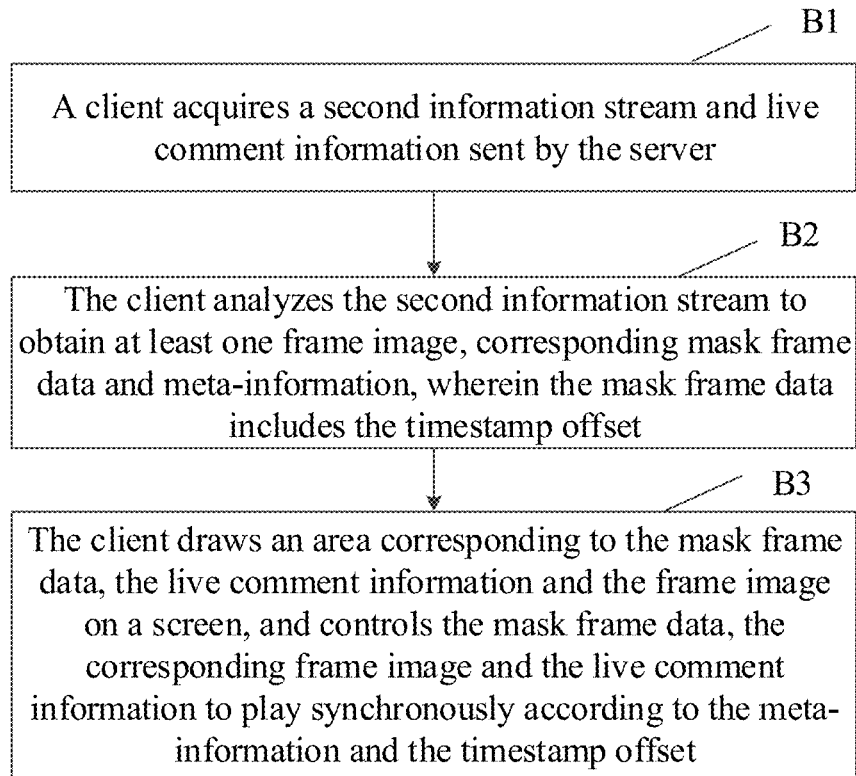 B1
A client acquires a second information stream and live
comment information sent by the server
B2
The client analyzes the second information stream to
obtain at least one frame image, corresponding mask frame
data and meta-information, wherein the mask frame data
includes the timestamp offset
B3
The client draws an area corresponding to the mask frame
data, the live comment information and the frame image
on a screen, and controls the mask frame data, the
corresponding frame image and the live comment
information to play synchronously according to the meta-
information and the timestamp offset